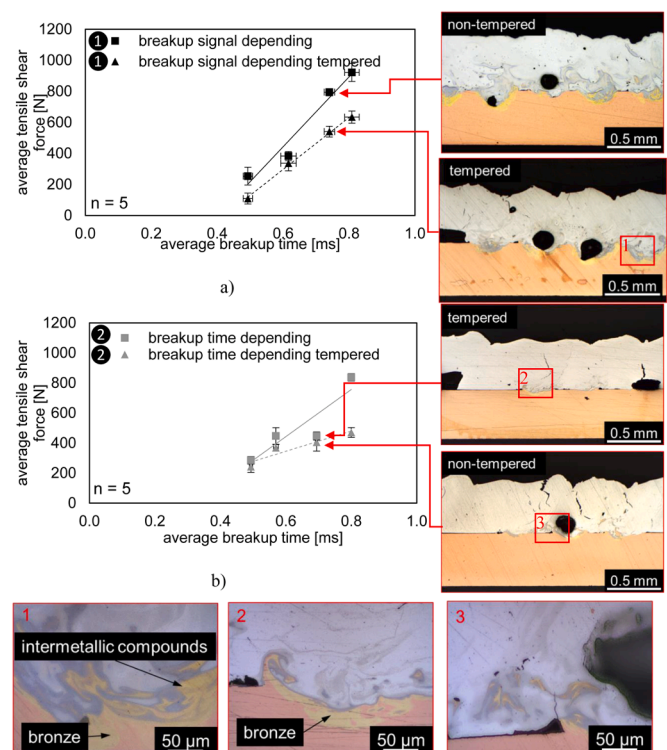 1200
1000
800
600
400
200
0
average tensile shear
force [N]
1 breakup signal depending
1 breakup signal depending tempered
n = 5
0.0 0.2 0.4 0.6 0.8 1.0
average breakup time [ms]
a)
non-tempered
0.5 mm
tempered
1
0.5 mm
1200
1000
800
600
400
200
0
average tensile shear
force [N]
2 breakup time depending
2 breakup time depending tempered
n = 5
0.0 0.2 0.4 0.6 0.8 1.0
average breakup time [ms]
b)
tempered
2
0.5 mm
non-tempered
3
0.5 mm
1
intermetallic compounds
bronze
50 µm
2
bronze
50 µm
3
50 µm